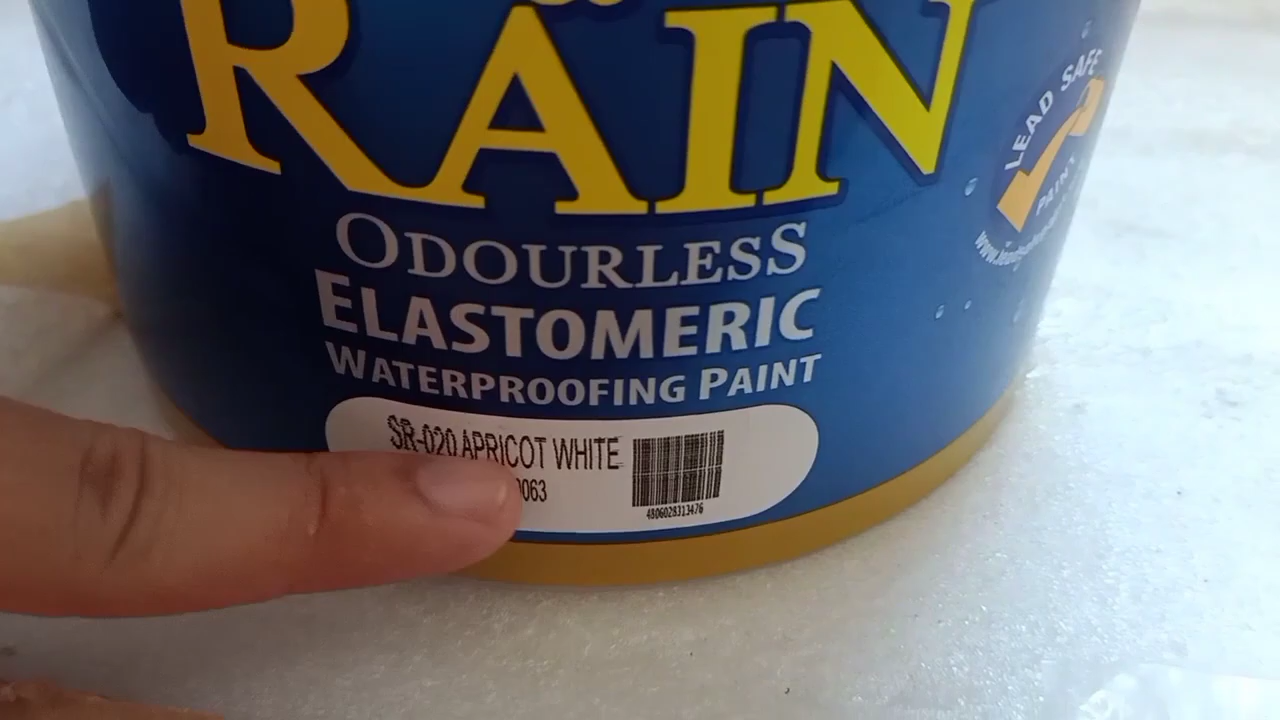 RAIN
ODOURLESS
ELASTOMERIC
WATERPROOFING PAINT
SR-020 APRICOT WHITE
0063
4806028313476
LEAD SAFE
PAINT